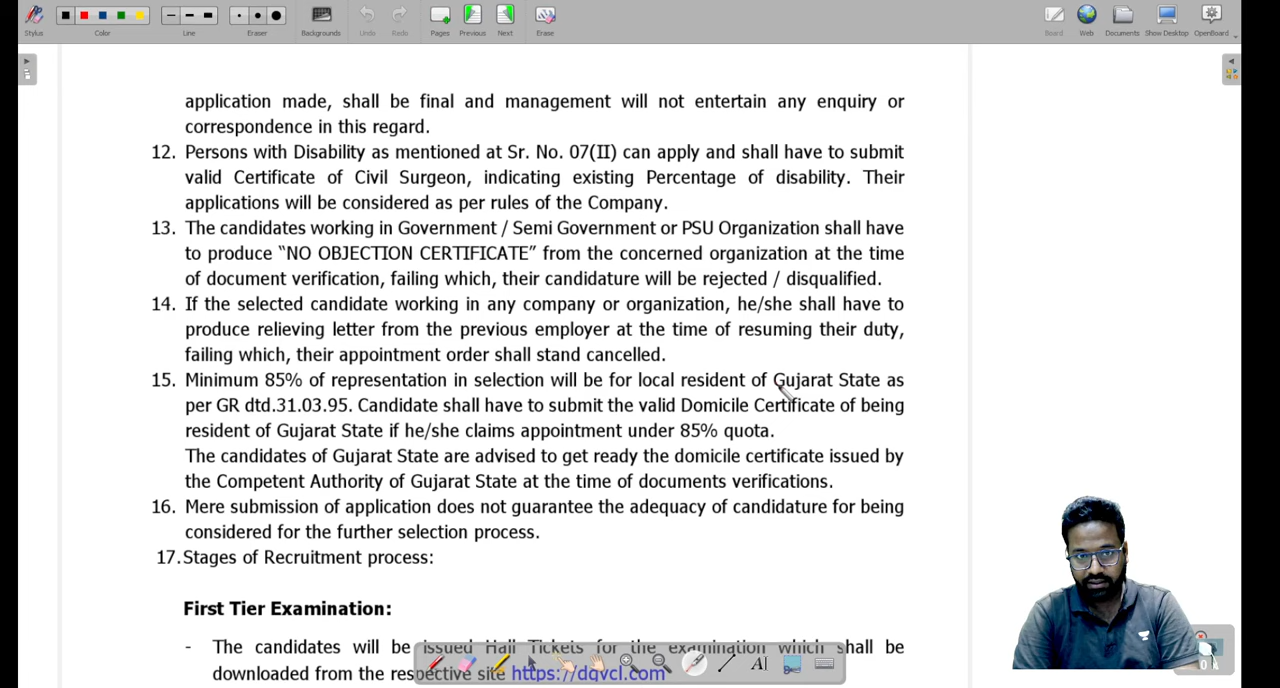 Stylus
Color
Line
Eraser
Backgrounds
Undo
Redo
Pages
Previous
Next
Erase
Board
Web
Documents
Show Desktop
OpenBoard
application made, shall be final and management will not entertain any enquiry or
correspondence in this regard.
12. Persons with Disability as mentioned at Sr. No. 07(II) can apply and shall have to submit
valid Certificate of Civil Surgeon, indicating existing Percentage of disability. Their
applications will be considered as per rules of the Company.
13. The candidates working in Government / Semi Government or PSU Organization shall have
to produce “NO OBJECTION CERTIFICATE” from the concerned organization at the time
of document verification, failing which, their candidature will be rejected / disqualified.
14. If the selected candidate working in any company or organization, he/she shall have to
produce relieving letter from the previous employer at the time of resuming their duty,
failing which, their appointment order shall stand cancelled.
15. Minimum 85% of representation in selection will be for local resident of Gujarat State as
per GR dtd.31.03.95. Candidate shall have to submit the valid Domicile Certificate of being
resident of Gujarat State if he/she claims appointment under 85% quota.
The candidates of Gujarat State are advised to get ready the domicile certificate issued by
the Competent Authority of Gujarat State at the time of documents verifications.
16. Mere submission of application does not guarantee the adequacy of candidature for being
considered for the further selection process.
17. Stages of Recruitment process:
First Tier Examination:
- The candidates will be issued Hall Tickets for the examination which shall be
downloaded from the respective site https://dgvcl.com